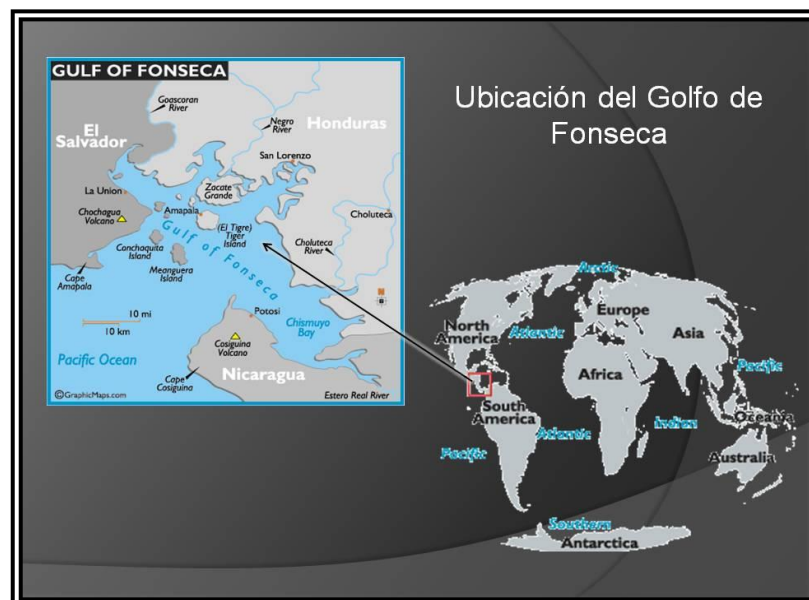 Ubicación del Golfo de
Fonseca
GULF OF FONSECA
Goascoran
River
Negro
River
Honduras
El
Salvador
San Lorenzo
La Union
Zacate
Grande
Amapala
Choluteca
Chochagua
Volcano
(El Tigre)
Tiger
Island
Gulf of Fonseca
Conchaquita
Island
Choluteca
River
Meanguera
Island
Cape
Amapala
10 mi
10 km
Potosi
Chismuyo
Bay
Pacific Ocean
Cosiguina
Volcano
Nicaragua
Cape
Cosiguina
©GraphicMaps.com
Estero Real River
Arctic
North
America
Atlantic
Europe
Asia
Pacific
Africa
South
America
Oceania
Indian
Atlantic
Pacific
Australia
Southern
Antarctica